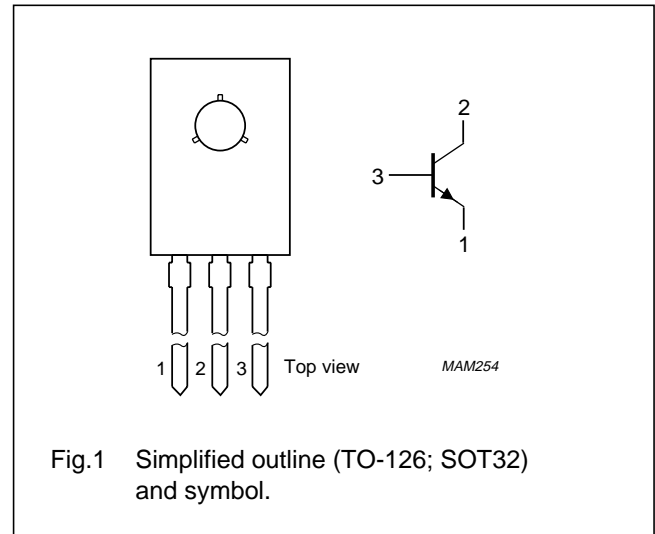 2
3
1
1 2 3 Top view
MAM254
Fig.1 Simplified outline (TO-126; SOT32)
and symbol.